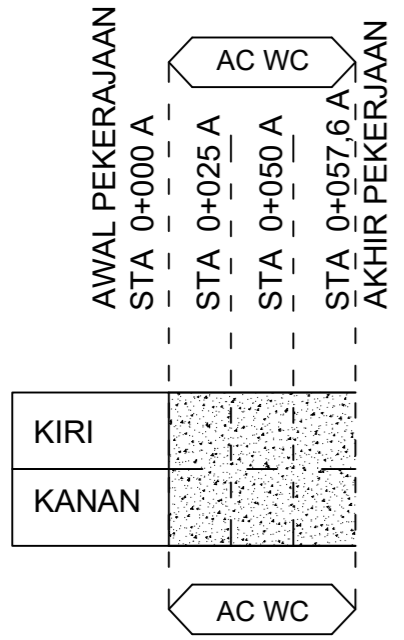 AC WC
AWAL PEKERAJAAN
STA 0+000 A
STA 0+025 A
STA 0+050 A
STA 0+057,6 A
AKHIR PEKERJAAN
KIRI
KANAN
AC WC